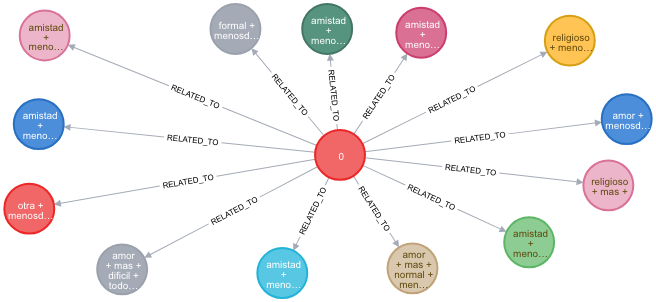 amistad
+
meno...
formal +
menosd...
amistad
+
meno...
amistad
+
meno...
religioso
+ meno...
amistad
+
meno...
amor +
menosd...
otra +
menosd...
religioso
+ mas +
amor
+ mas +
dificil +
todo...
amistad
+
meno...
amor
+ mas +
normal +
men...
amistad
+
meno...
0
RELATED_TO
RELATED_TO
RELATED_TO
RELATED_TO
RELATED_TO
RELATED_TO
RELATED_TO
RELATED_TO
RELATED_TO
RELATED_TO
RELATED_TO
RELATED_TO
RELATED_TO